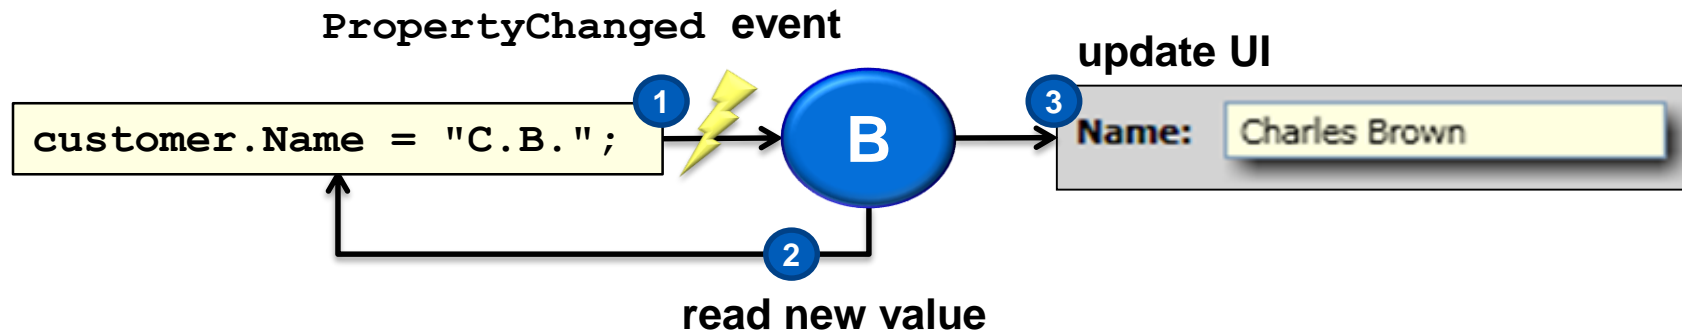 PropertyChanged event
update UI
1
3
customer.Name = "C.B.";
B
Name:
Charles Brown
2
read new value